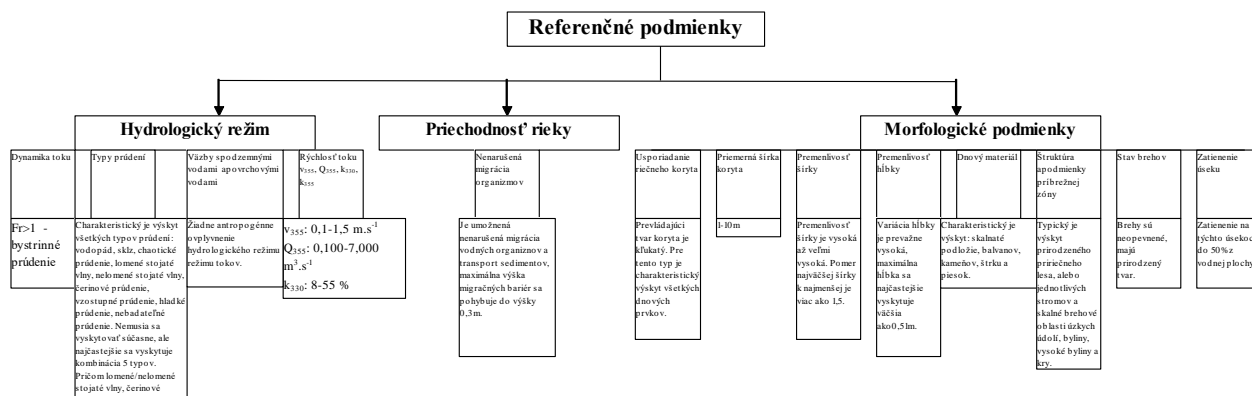 Referenčné podmienky
Hydrologický režim
Priechodnosť rieky
Morfologické podmienky
Dynamika toku
Typy prúdení
Väzby s podzemnými
vodami a povrchovými
vodami
Rýchlosť toku
v355, Q355, k330,
k355
Nenarušená
migrácia
organizmov
Usporiadanie
riečneho koryta
Priemerná šírka
koryta
Premenlivosť
šírky
Premenlivosť
hĺbky
Dnový materiál
Štruktúra
a podmienky
príbrežnej
zóny
Stav brehov
Zatienenie
úseku
Fr>1 -
bystrinné
prúdenie
Charakteristický je výskyt
všetkých typov prúdení:
vodopád, sklz, chaotické
prúdenie, lomené stojaté
vlny, nelomené stojaté vlny,
čerinové prúdenie,
vzostupné prúdenie, hladké
prúdenie, nebadateľné
prúdenie. Nemusia sa
vyskytovať súčasne, ale
najčastejšie sa vyskytuje
kombinácia 5 typov.
Pričom lomené/nelomené
stojaté vlny, čerinové
Žiadne antropogénne
ovplyvnenie
hydrologického režimu
režimu tokov.
v355: 0,1-1,5 m.s-1
Q355: 0,100-7,000
m3.s-1
k330: 8-55 %
Je umožnená
nenarušená migrácia
vodných organizmov a
transport sedimentov,
maximálna výška
migračných bariér sa
pohybuje do výšky
0,3m.
Prevládajúci
tvar koryta je
kľukatý. Pre
tento typ je
charakteristický
výskyt všetkých
dnových
prvkov.
1-10m
Premenlivosť
šírky je vysoká
až veľmi
vysoká. Pomer
najväčšej šírky
k najmenšej je
viac ako 1,5.
Variácia hĺbky
je prevažne
vysoká,
maximálna
hĺbka sa
najčastejšie
vyskytuje
väčšia
ako 0,51m.
Charakteristický je
výskyt: skalnaté
podložie, balvanov,
kameňov, štrku a
piesok.
Typický je
výskyt
prirodzeného
prirečného
lesa, alebo
jednotlivých
stromov a
skalné brehové
oblasti úzkych
údolí, byliny,
vysoké byliny a
kry.
Brehy sú
neopevnené,
majú
prirodzený
tvar.
Zatienenie na
týchto úsekoch
do 50% z
vodnej plochy.